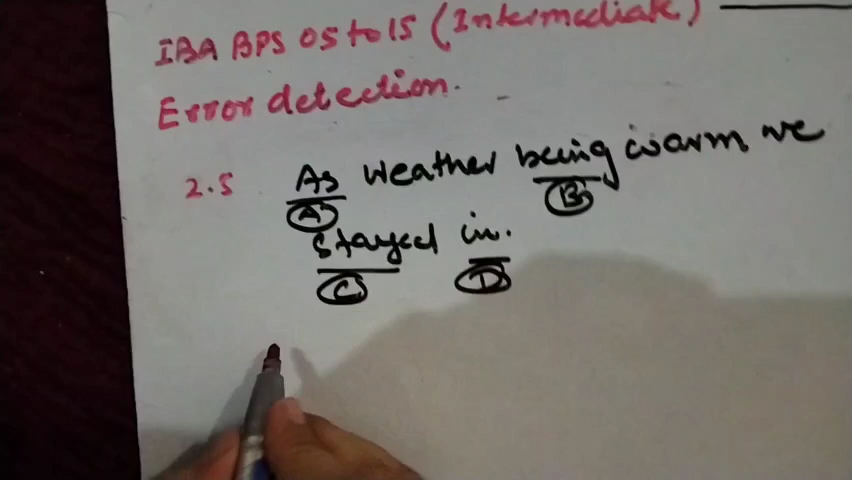 IBA BPS 05 to 15 (Intermediate)
Error detection.
2.5 As weather being warm we
A B
stayed in.
C D